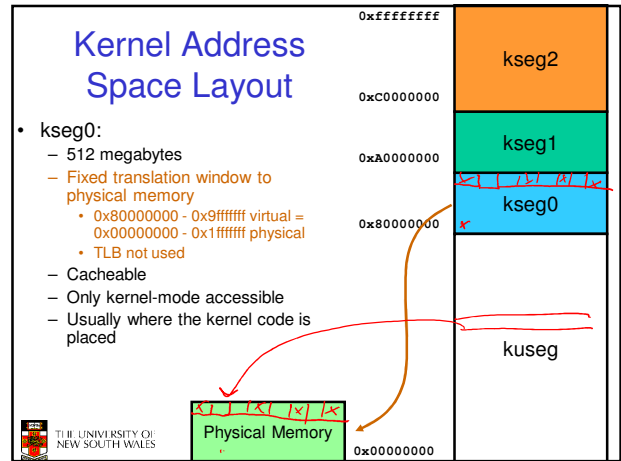 Kernel Address
Space Layout
• kseg0:
– 512 megabytes
– Fixed translation window to
physical memory
• 0x80000000 - 0x9fffffff virtual =
0x00000000 - 0x1fffffff physical
• TLB not used
– Cacheable
– Only kernel-mode accessible
– Usually where the kernel code is
placed
0xffffffff
kseg2
0xC0000000
kseg1
0xA0000000
kseg0
0x80000000
kuseg
Physical Memory
0x00000000
THE UNIVERSITY OF
NEW SOUTH WALES